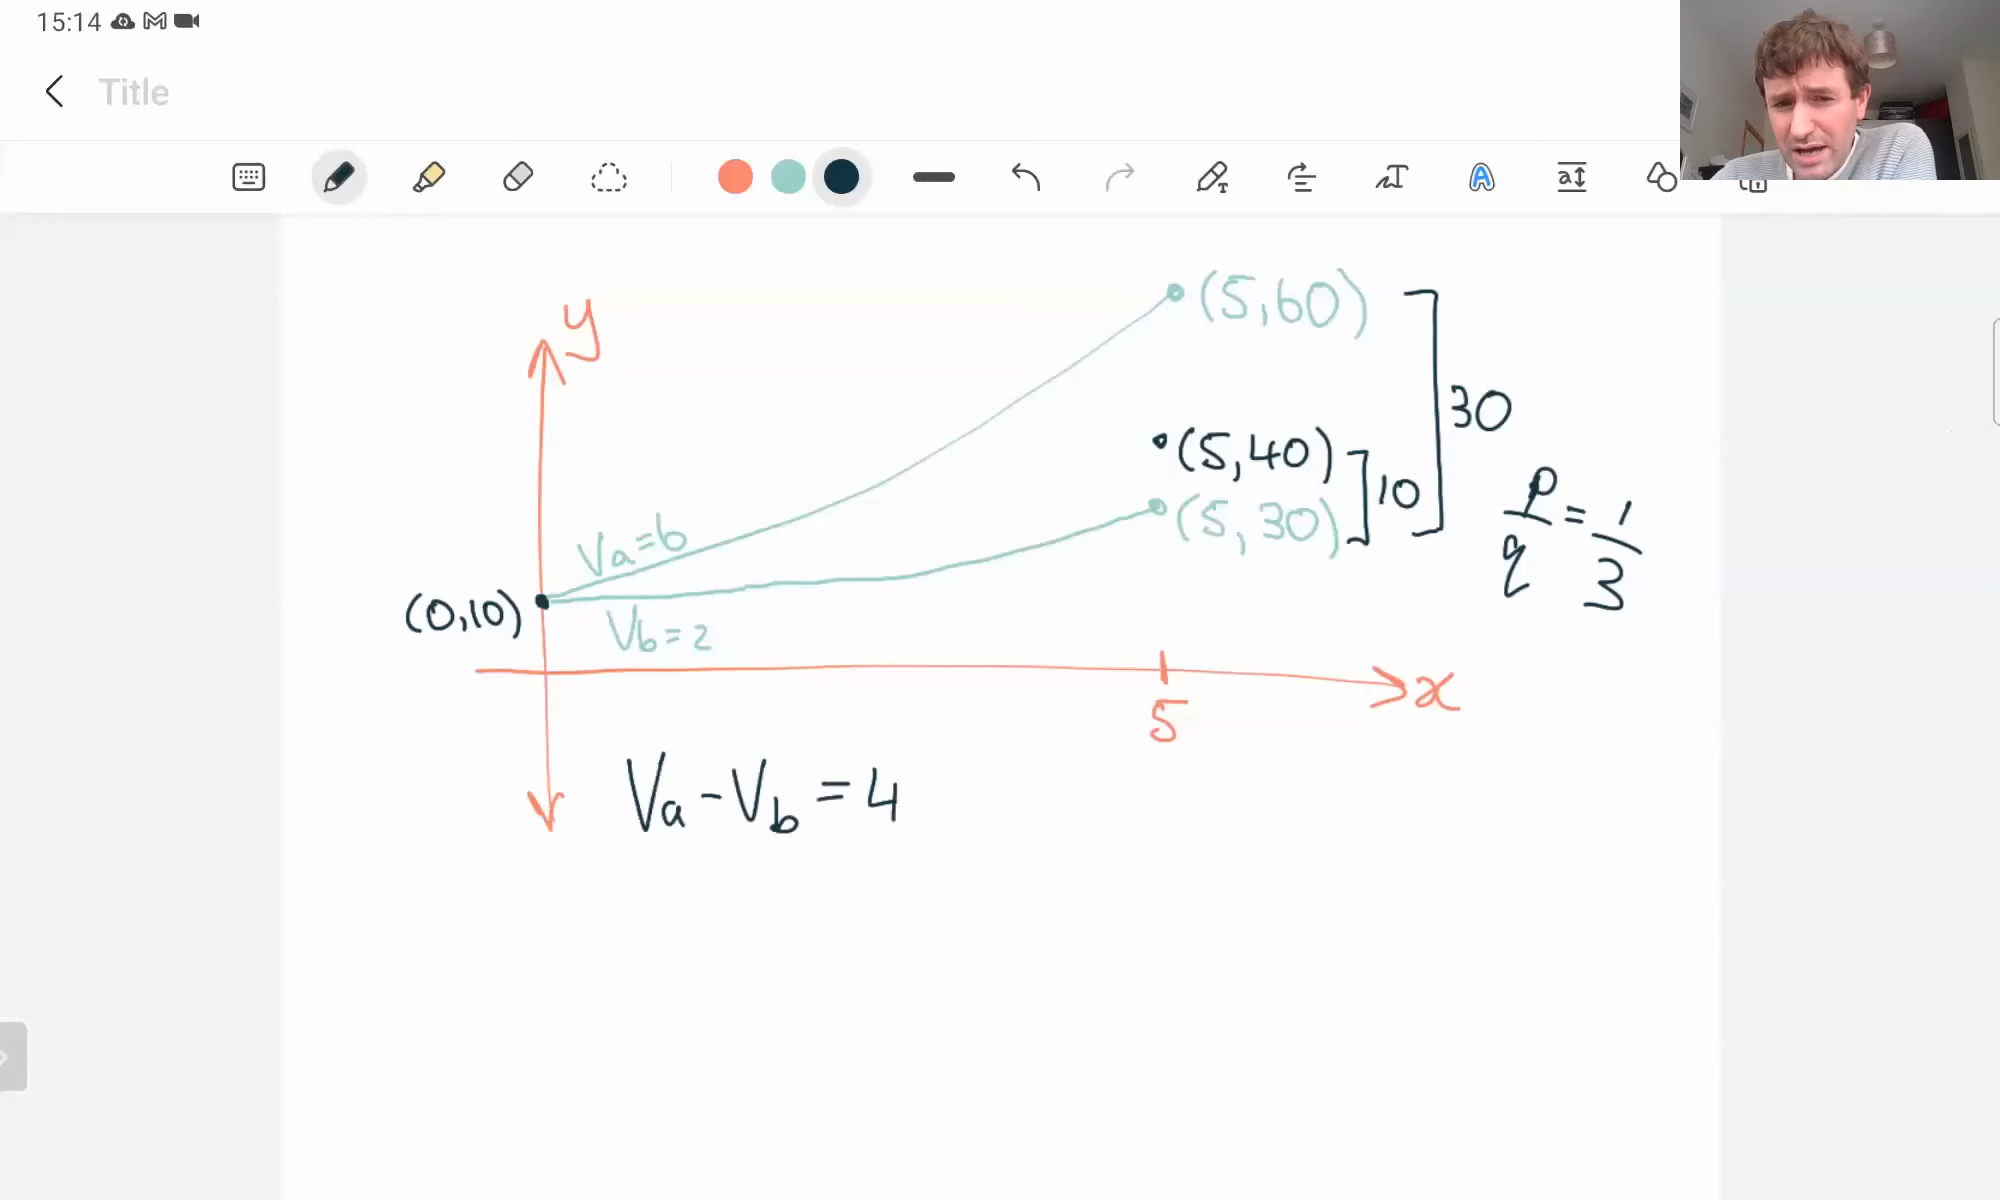 15:14
Title
y
(5,60)
30
(5,40)
10
(5,30)
p/q = 1/3
Va=6
(0,10)
Vb=2
x
5
Va-Vb=4